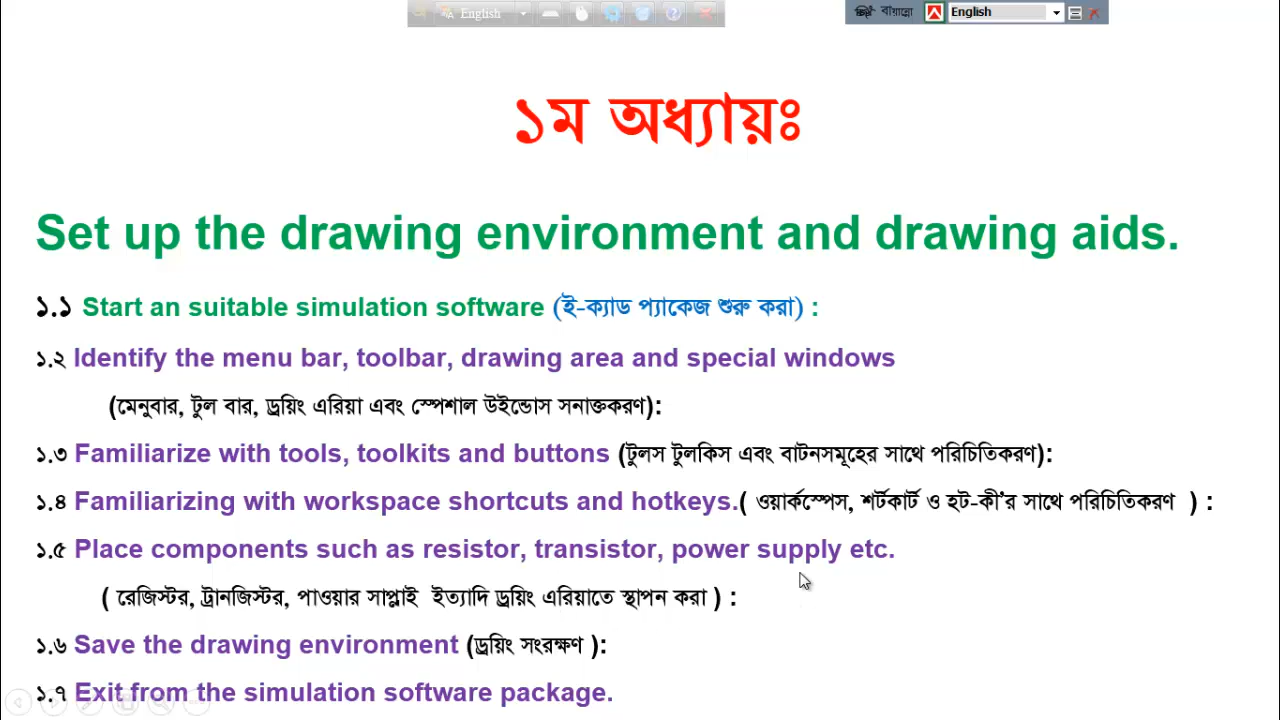 English
বায়ান্নো English
১ম অধ্যায়ঃ
Set up the drawing environment and drawing aids.
১.১ Start an suitable simulation software (ই-ক্যাড প্যাকেজ শুরু করা) :
১.২ Identify the menu bar, toolbar, drawing area and special windows
(মেনুবার, টুল বার, ড্রয়িং এরিয়া এবং স্পেশাল উইন্ডোস সনাক্তকরণ):
১.৩ Familiarize with tools, toolkits and buttons (টুলস টুলকিস এবং বাটনসমূহের সাথে পরিচিতিকরণ):
১.৪ Familiarizing with workspace shortcuts and hotkeys.( ওয়ার্কস্পেস, শর্টকার্ট ও হট-কী’র সাথে পরিচিতিকরণ ) :
১.৫ Place components such as resistor, transistor, power supply etc.
( রেজিস্টর, ট্রানজিস্টর, পাওয়ার সাপ্লাই ইত্যাদি ড্রয়িং এরিয়াতে স্থাপন করা ) :
১.৬ Save the drawing environment (ড্রয়িং সংরক্ষণ ):
১.৭ Exit from the simulation software package.